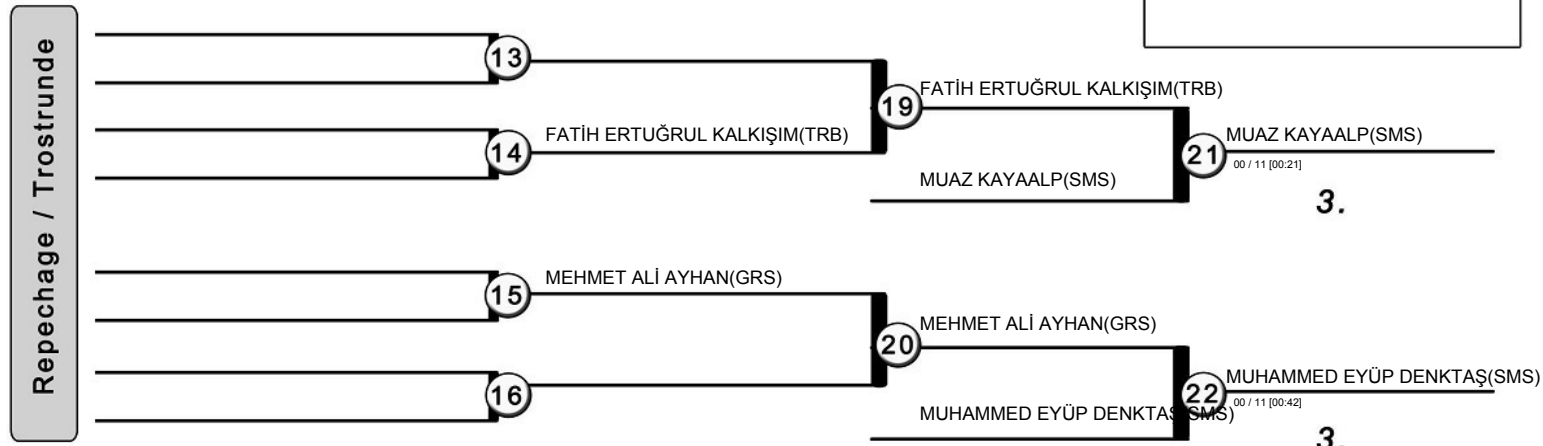 Repechage / Trostrunde
13
FATİH ERTUĞRUL KALKIŞIM(TRB)
19
14
FATİH ERTUĞRUL KALKIŞIM(TRB)
MUAZ KAYAALP(SMS)
21
00 / 11 [00:21]
MUAZ KAYAALP(SMS)
3.
MEHMET ALİ AYHAN(GRS)
15
MEHMET ALİ AYHAN(GRS)
20
16
MUHAMMED EYÜP DENKTAŞ(SMS)
22
00 / 11 [00:42]
MUHAMMED EYÜP DENKTAŞ(SMS)
3.